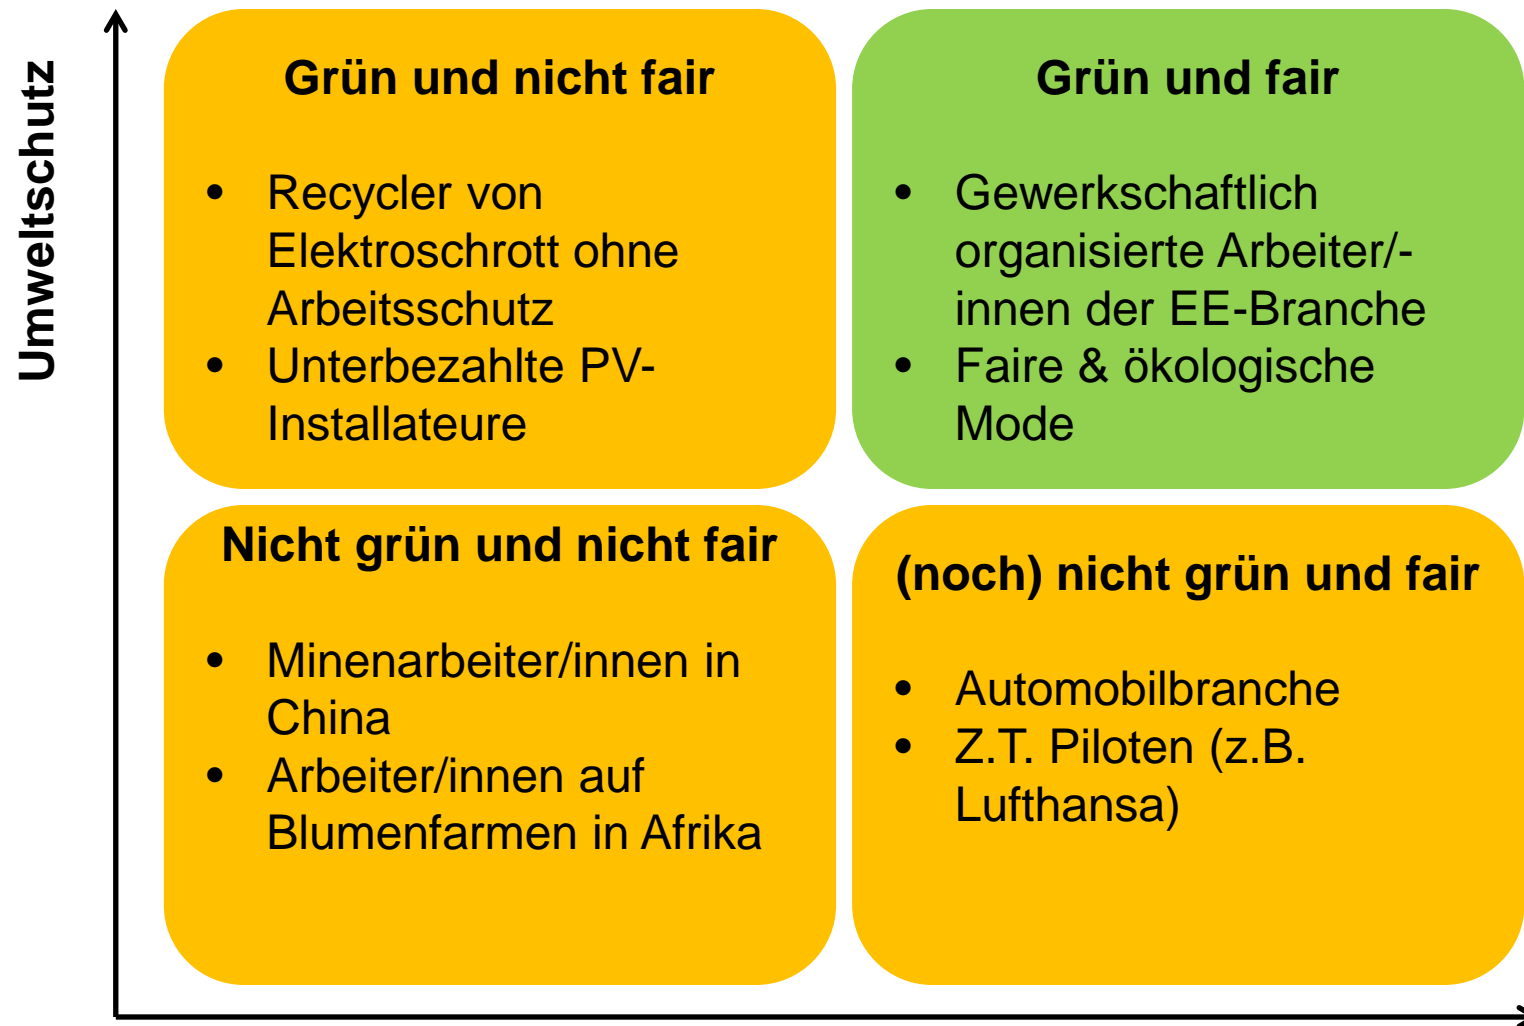 Umweltschutz
Grün und nicht fair
• Recycler von
Elektroschrott ohne
Arbeitsschutz
• Unterbezahlte PV-
Installateure
Grün und fair
• Gewerkschaftlich
organisierte Arbeiter/-
innen der EE-Branche
• Faire & ökologische
Mode
Nicht grün und nicht fair
• Minenarbeiter/innen in
China
• Arbeiter/innen auf
Blumenfarmen in Afrika
(noch) nicht grün und fair
• Automobilbranche
• Z.T. Piloten (z.B.
Lufthansa)